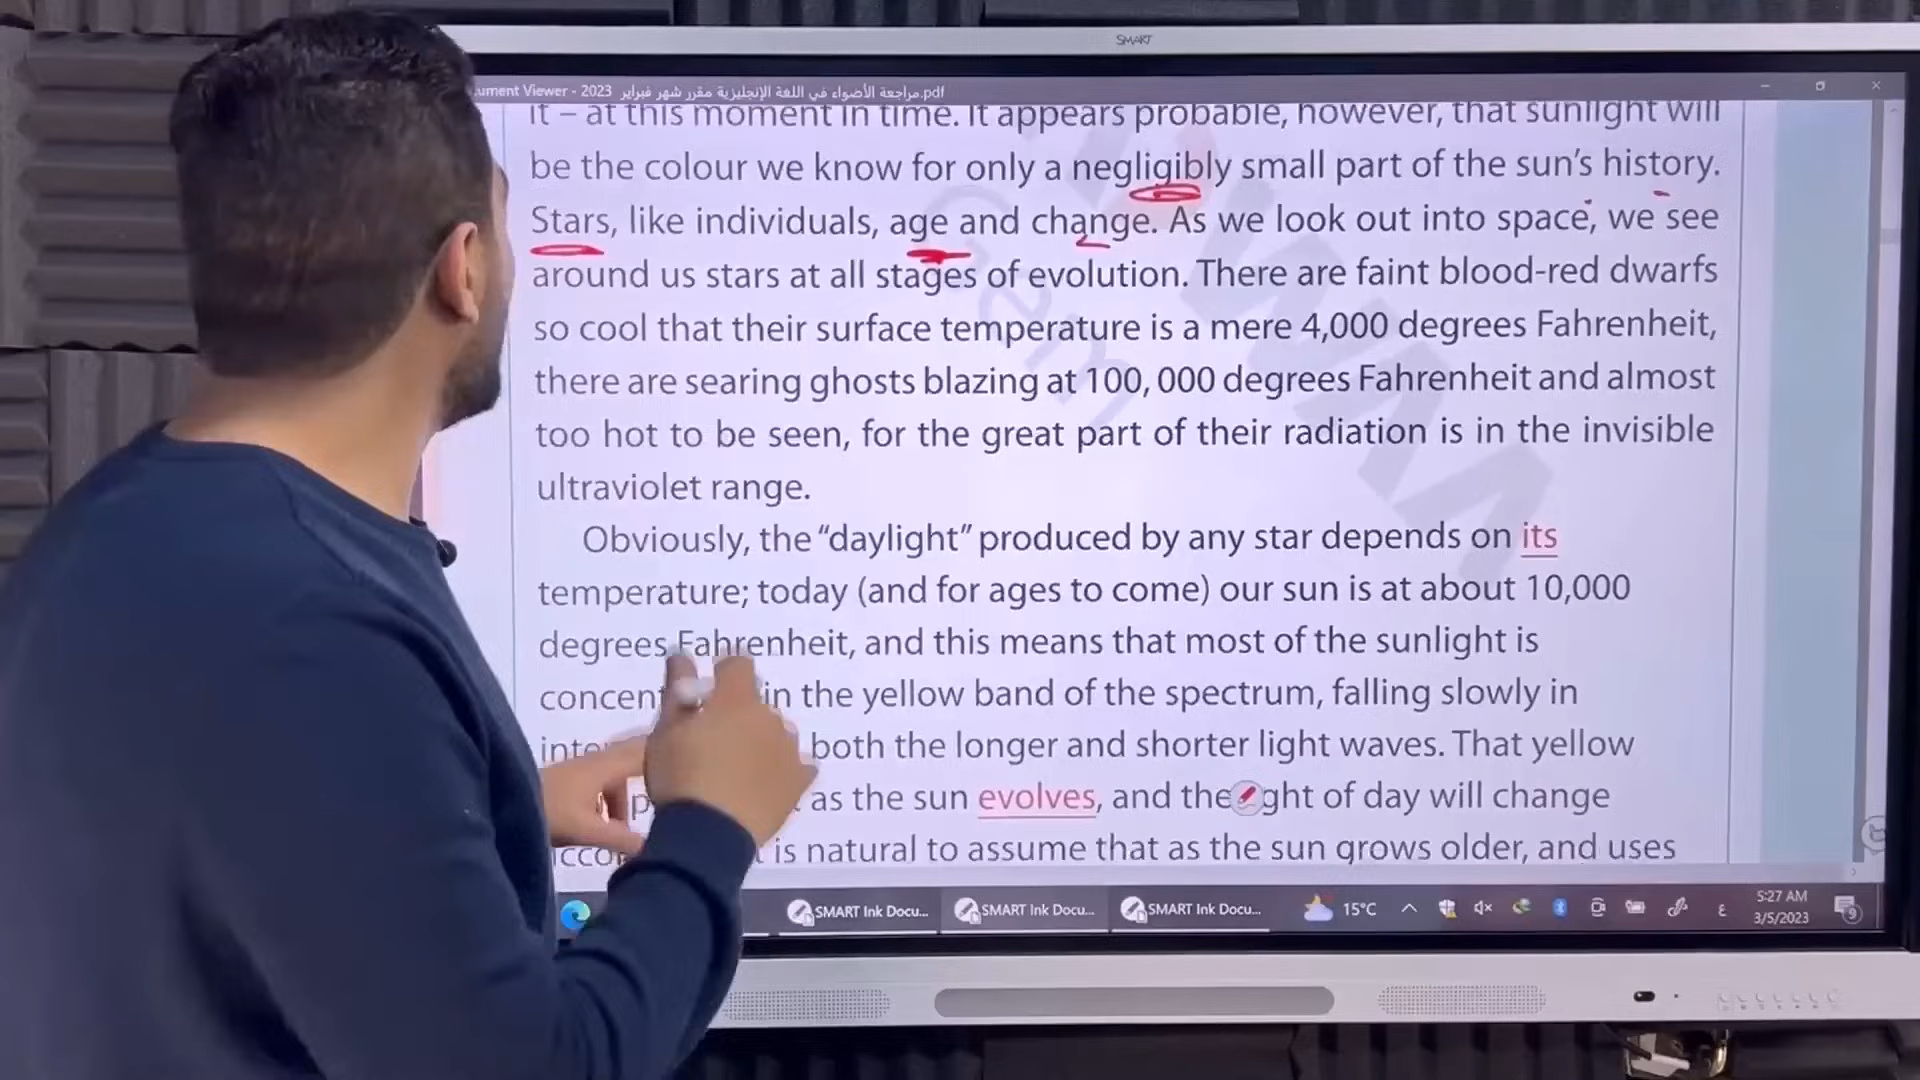 SMART
ument Viewer - 2023 مراجعة الأضواء في اللغة الإنجليزية مقرر شهر فبراير.pdf
it – at this moment in time. It appears probable, however, that sunlight will
be the colour we know for only a negligibly small part of the sun's history.
Stars, like individuals, age and change. As we look out into space, we see
around us stars at all stages of evolution. There are faint blood-red dwarfs
so cool that their surface temperature is a mere 4,000 degrees Fahrenheit,
there are searing ghosts blazing at 100, 000 degrees Fahrenheit and almost
too hot to be seen, for the great part of their radiation is in the invisible
ultraviolet range.
Obviously, the “daylight” produced by any star depends on its
temperature; today (and for ages to come) our sun is at about 10,000
degrees Fahrenheit, and this means that most of the sunlight is
in the yellow band of the spectrum, falling slowly in
both the longer and shorter light waves. That yellow
as the sun evolves, and the ght of day will change
is natural to assume that as the sun grows older, and uses
SMART Ink Docu...
SMART Ink Docu...
SMART Ink Docu...
15°C
ع
5:27 AM
3/5/2023
9